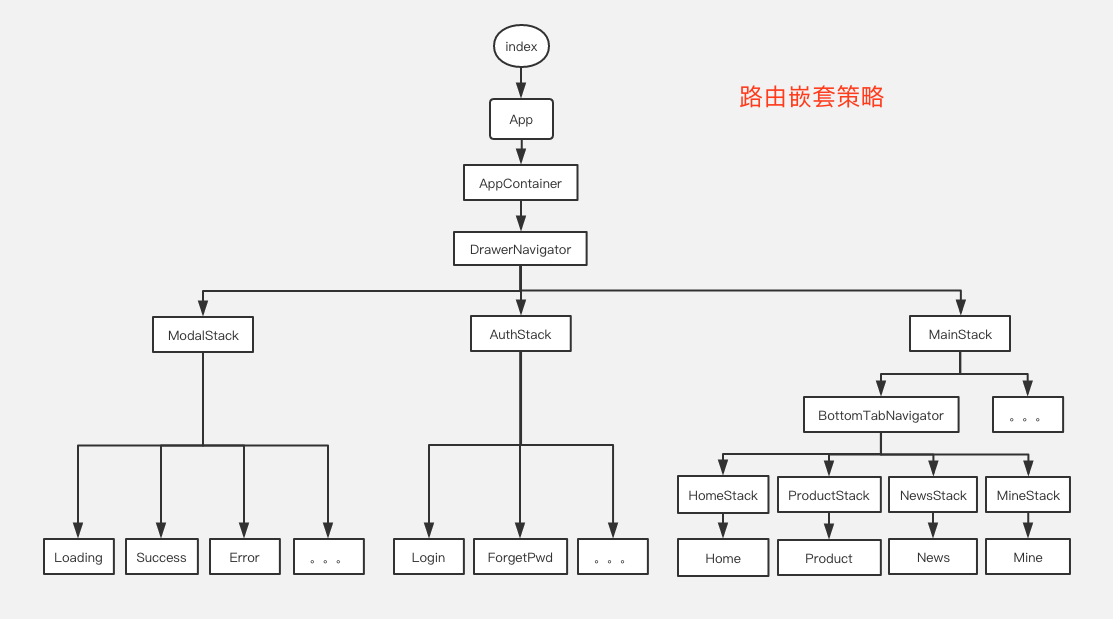 index
路由嵌套策略
App
AppContainer
DrawerNavigator
ModalStack
AuthStack
MainStack
BottomTabNavigator
。。。
HomeStack
ProductStack
NewsStack
MineStack
Loading
Success
Error
。。。
Login
ForgetPwd
。。。
Home
Product
News
Mine